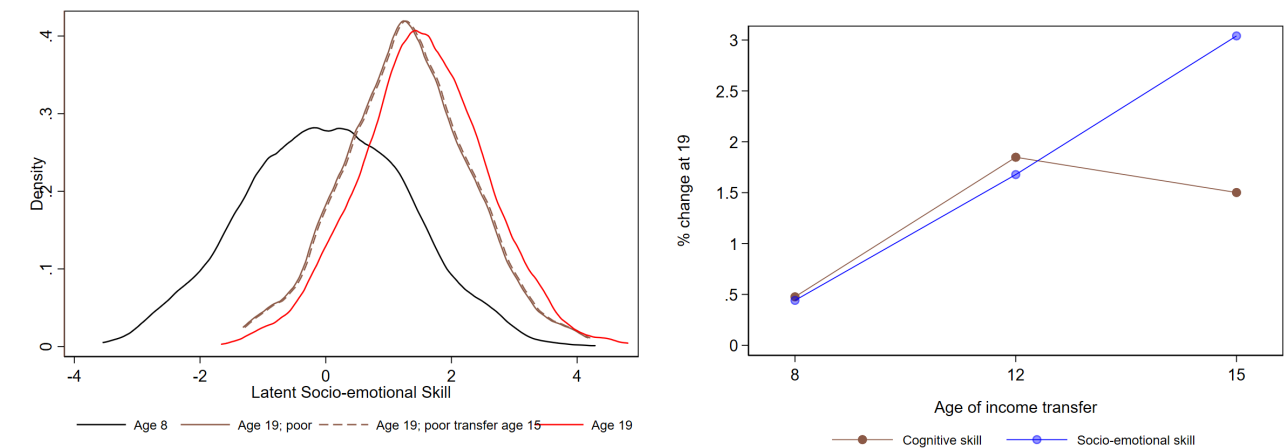 .4
.3
.2
.1
0
Density
-4 -2 0 2 4
Latent Socio-emotional Skill
Age 8 Age 19; poor Age 19; poor transfer age 15 Age 19
3
2.5
2
1.5
1
.5
0
% change at 19
8 12 15
Age of income transfer
Cognitive skill Socio-emotional skill